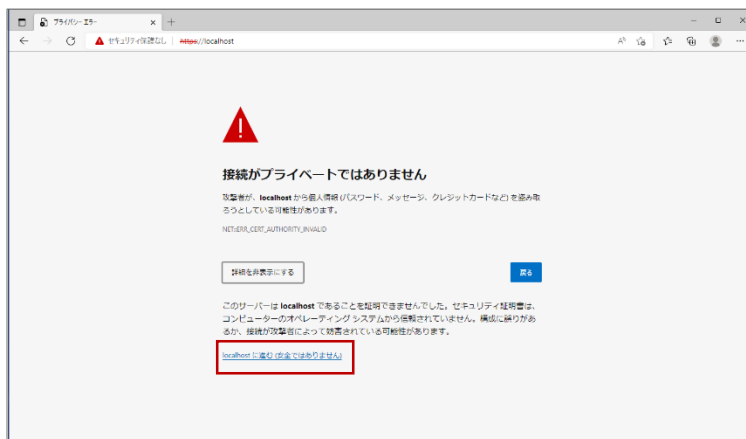 プライバシー エラー
セキュリティ保護なし https://localhost
接続がプライベートではありません
攻撃者が、localhost から個人情報 (パスワード、メッセージ、クレジットカードなど) を盗み取
ろうとしている可能性があります。
NET::ERR_CERT_AUTHORITY_INVALID
詳細を非表示にする
戻る
このサーバーは localhost であることを証明できませんでした。セキュリティ証明書は、
コンピューターのオペレーティング システムから信頼されていません。構成に誤りがあ
るか、接続が攻撃者によって妨害されている可能性があります。
localhost に進む (安全ではありません)